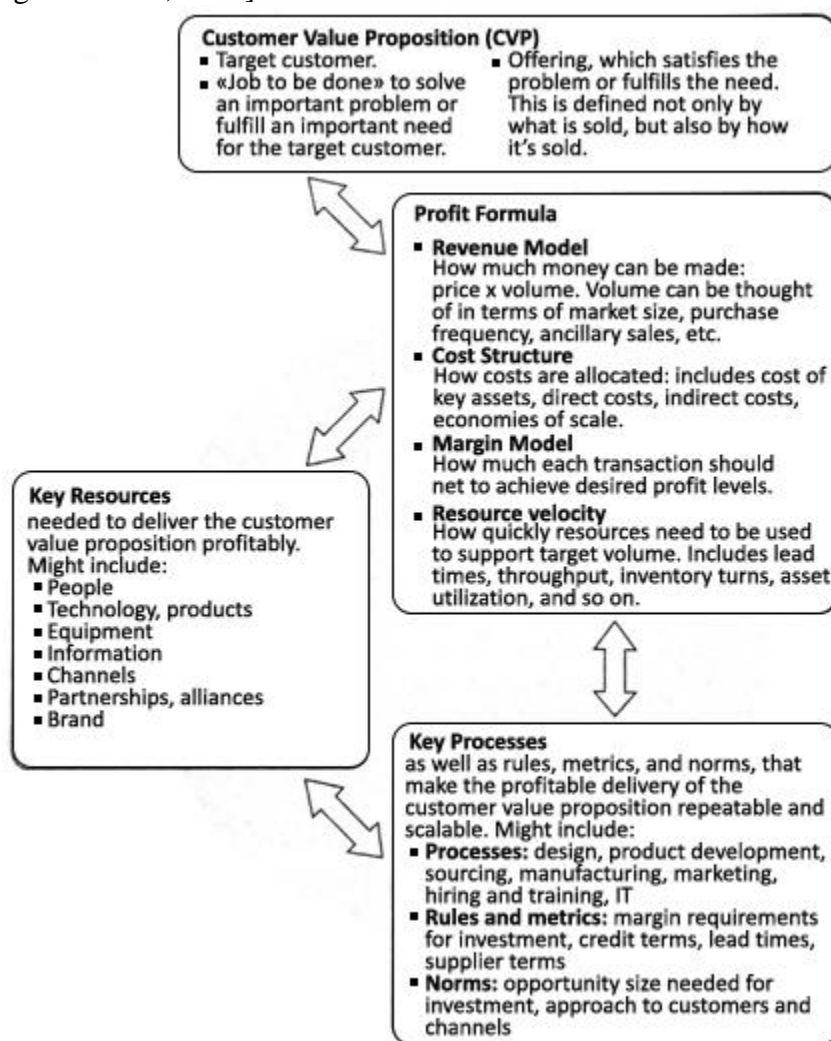 Customer Value Proposition (CVP)
▪ Target customer.
▪ «Job to be done» to solve
an important problem or
fulfill an important need
for the target customer.
▪ Offering, which satisfies the
problem or fulfills the need.
This is defined not only by
what is sold, but also by how
it's sold.
Profit Formula
▪ Revenue Model
How much money can be made:
price x volume. Volume can be thought
of in terms of market size, purchase
frequency, ancillary sales, etc.
▪ Cost Structure
How costs are allocated: includes cost of
key assets, direct costs, indirect costs,
economies of scale.
▪ Margin Model
How much each transaction should
net to achieve desired profit levels.
▪ Resource velocity
How quickly resources need to be used
to support target volume. Includes lead
times, throughput, inventory turns, asset
utilization, and so on.
Key Resources
needed to deliver the customer
value proposition profitably.
Might include:
▪ People
▪ Technology, products
▪ Equipment
▪ Information
▪ Channels
▪ Partnerships, alliances
▪ Brand
Key Processes
as well as rules, metrics, and norms, that
make the profitable delivery of the
customer value proposition repeatable and
scalable. Might include:
▪ Processes: design, product development,
sourcing, manufacturing, marketing,
hiring and training, IT
▪ Rules and metrics: margin requirements
for investment, credit terms, lead times,
supplier terms
▪ Norms: opportunity size needed for
investment, approach to customers and
channels